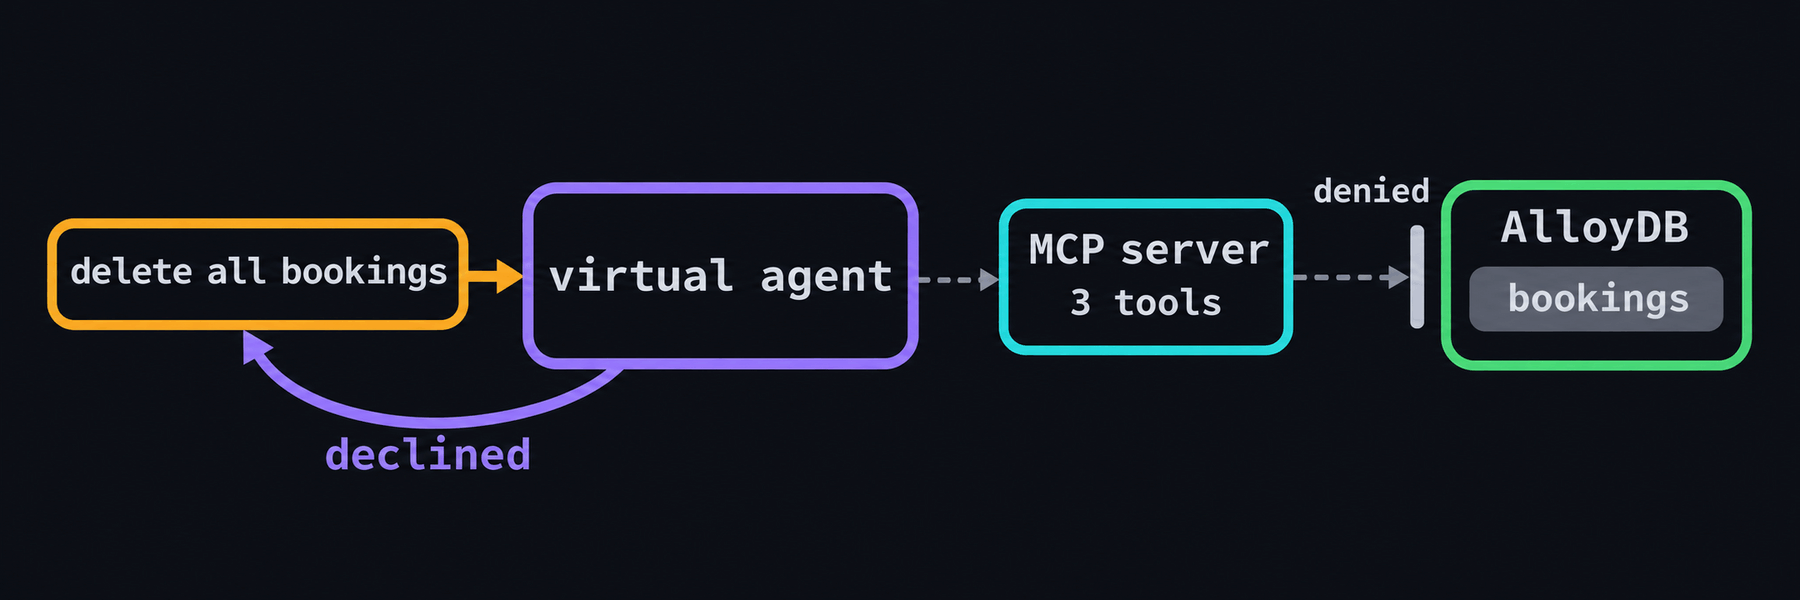 delete all bookings
virtual agent
MCP server
3 tools
denied
AlloyDB
bookings
declined